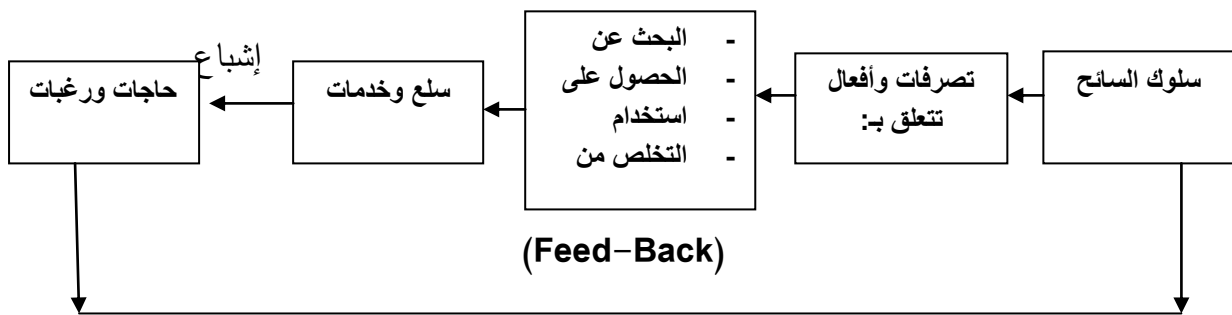 سلوك السائح
تصرفات وأفعال
تتعلق بـ:
- البحث عن
- الحصول على
- استخدام
- التخلص من
سلع وخدمات
إشباع
حاجات ورغبات
(Feed-Back)